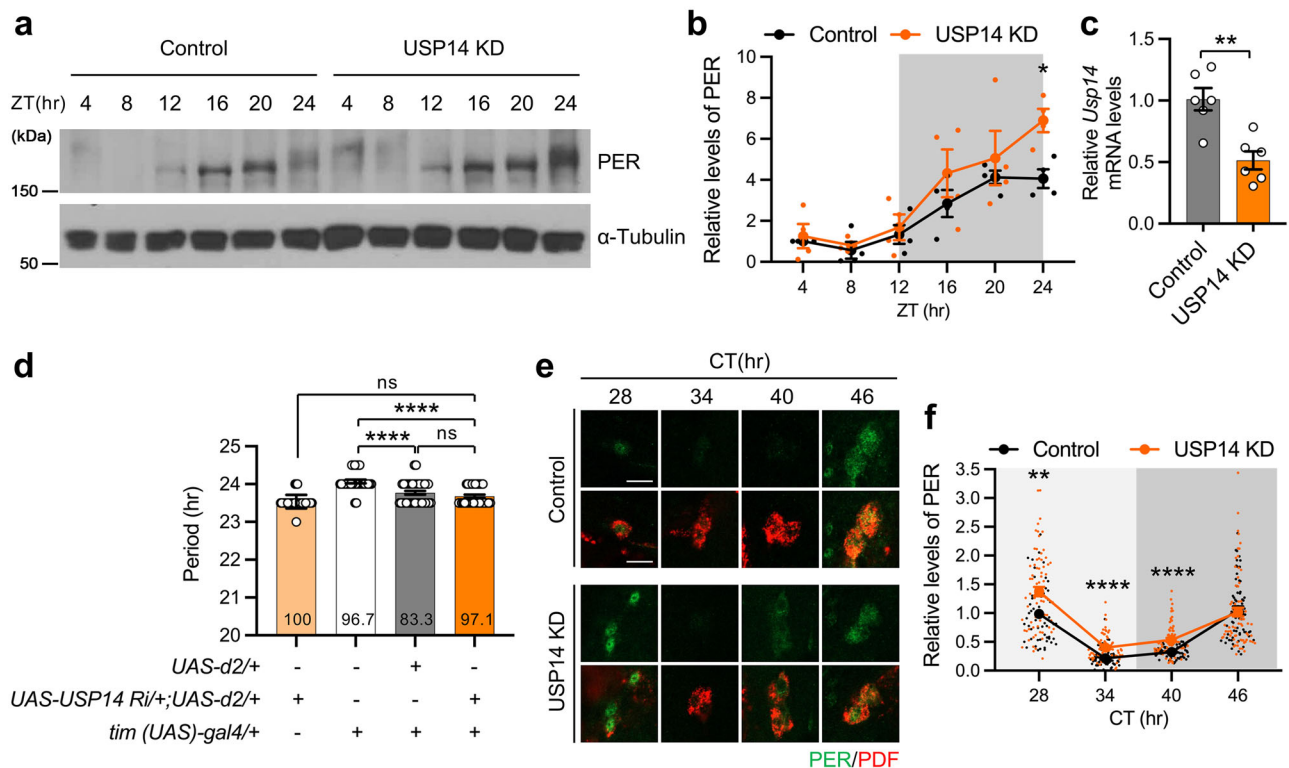 a
Control
USP14 KD
ZT(hr) 4 8 12 16 20 24 4 8 12 16 20 24
(kDa)
PER
150
α-Tubulin
50
b
Control USP14 KD
Relative levels of PER
10
8
6
4
2
0
*
4 8 12 16 20 24
ZT (hr)
c
Relative Usp14
mRNA levels
1.5
1.0
0.5
0.0
**
Control
USP14 KD
d
ns
****
**** ns
Period (hr)
25
24
23
22
21
20
100 96.7 83.3 97.1
UAS-d2/+ - - + -
UAS-USP14 Ri/+;UAS-d2/+ + - - +
tim (UAS)-gal4/+ - + + +
e
CT(hr)
28 34 40 46
Control
USP14 KD
PER/PDF
f
Control USP14 KD
Relative levels of PER
3.5
3.0
2.5
2.0
1.5
1.0
0.5
0.0
**
****
****
28 34 40 46
CT (hr)